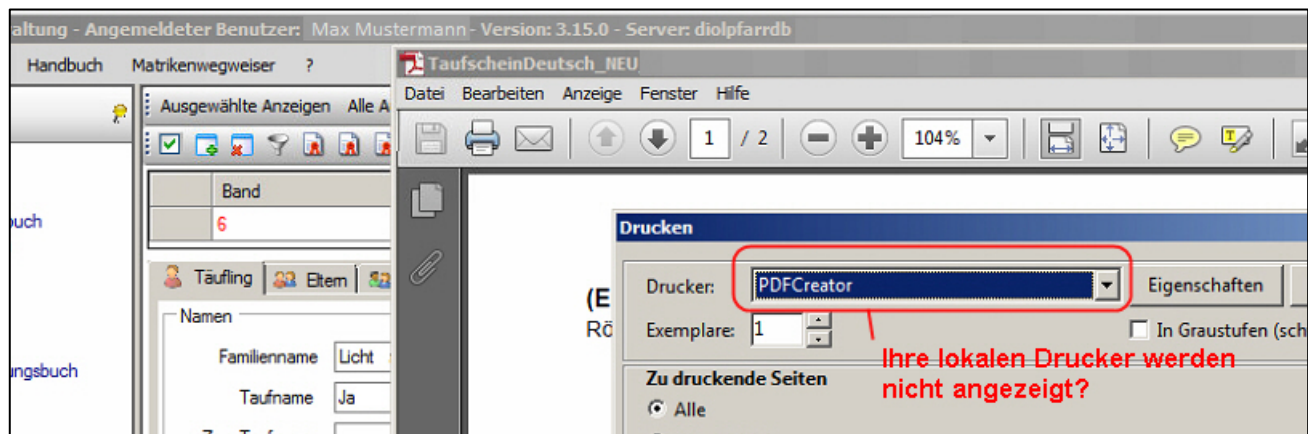 altung - Angemeldeter Benutzer: Max Mustermann - Version: 3.15.0 - Server: diolpfarrdb
Handbuch Matrikenwegweiser ?
TaufscheinDeutsch_NEU
Datei Bearbeiten Anzeige Fenster Hilfe
Ausgewählte Anzeigen Alle A
1 / 2 104%
Band
6
buch
Drucken
Täufling Eltern
Drucker: PDFCreator Eigenschaften
(E
Namen
Rö
Exemplare: 1 In Graustufen (sch
Familienname Licht
Ihre lokalen Drucker werden
nicht angezeigt?
ungsbuch
Zu druckende Seiten
Taufname Ja
Alle